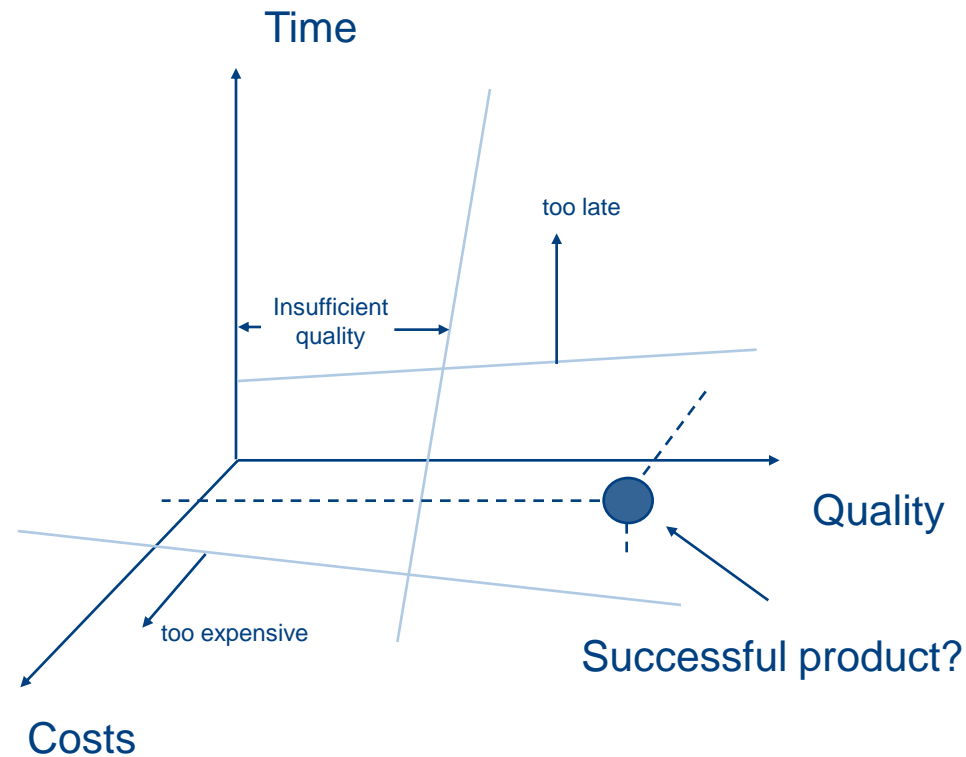 Time
too late
Insufficient
quality
Quality
too expensive
Successful product?
Costs